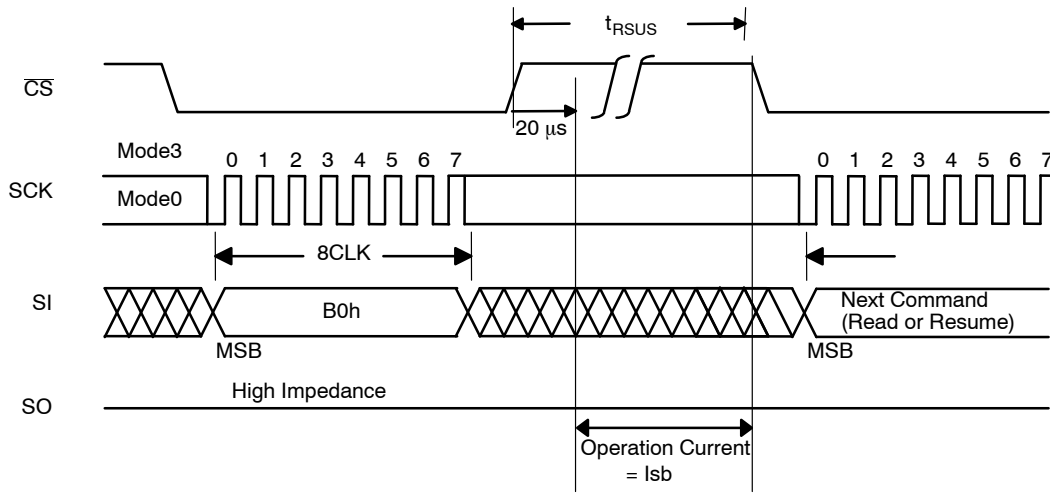 tRSUS
CS
20 μs
Mode3
0 1 2 3 4 5 6 7
0 1 2 3 4 5 6 7
SCK
Mode0
8CLK
SI
B0h
Next Command
(Read or Resume)
MSB
MSB
High Impedance
SO
Operation Current
= Isb